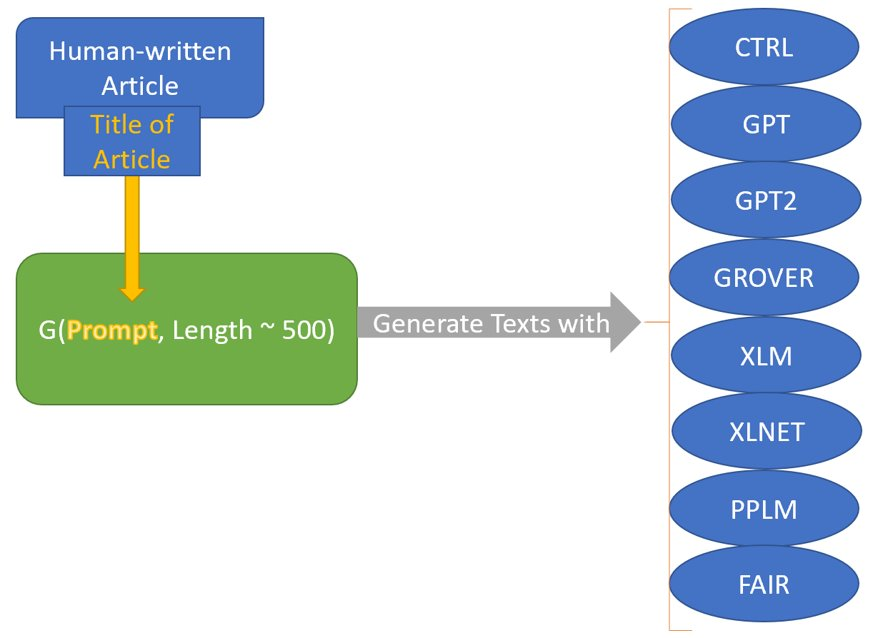 Human-written
Article
Title of
Article
G(Prompt, Length ~ 500)
Generate Texts with
CTRL
GPT
GPT2
GROVER
XLM
XLNET
PPLM
FAIR